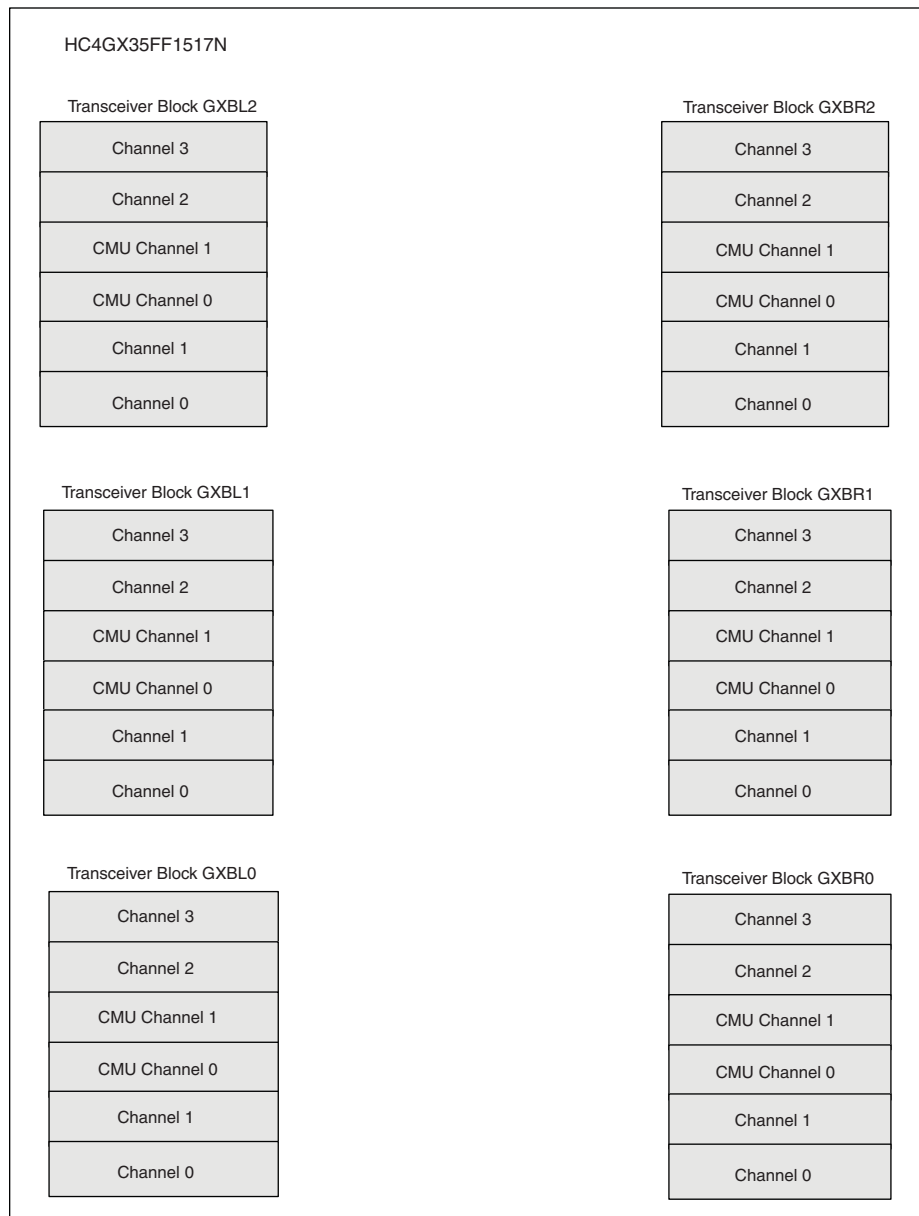 HC4GX35FF1517N
Transceiver Block GXBL2
Channel 3
Channel 2
CMU Channel 1
CMU Channel 0
Channel 1
Channel 0
Transceiver Block GXBR2
Channel 3
Channel 2
CMU Channel 1
CMU Channel 0
Channel 1
Channel 0
Transceiver Block GXBL1
Channel 3
Channel 2
CMU Channel 1
CMU Channel 0
Channel 1
Channel 0
Transceiver Block GXBR1
Channel 3
Channel 2
CMU Channel 1
CMU Channel 0
Channel 1
Channel 0
Transceiver Block GXBL0
Channel 3
Channel 2
CMU Channel 1
CMU Channel 0
Channel 1
Channel 0
Transceiver Block GXBR0
Channel 3
Channel 2
CMU Channel 1
CMU Channel 0
Channel 1
Channel 0